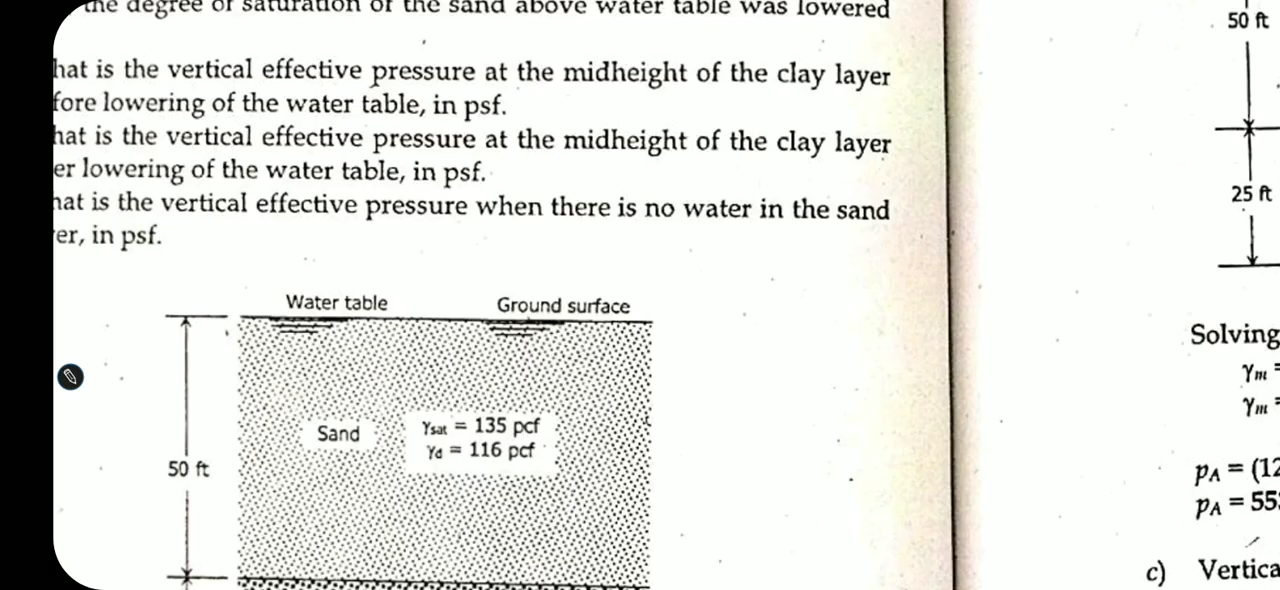 the degree of saturation of the sand above water table was lowered
hat is the vertical effective pressure at the midheight of the clay layer
fore lowering of the water table, in psf.
hat is the vertical effective pressure at the midheight of the clay layer
er lowering of the water table, in psf.
hat is the vertical effective pressure when there is no water in the sand
er, in psf.
Water table
Ground surface
Sand
γsat = 135 pcf
γd = 116 pcf
50 ft
50 ft
25 ft
Solving
γm =
γm =
pA = (12
pA = 55
c) Vertica